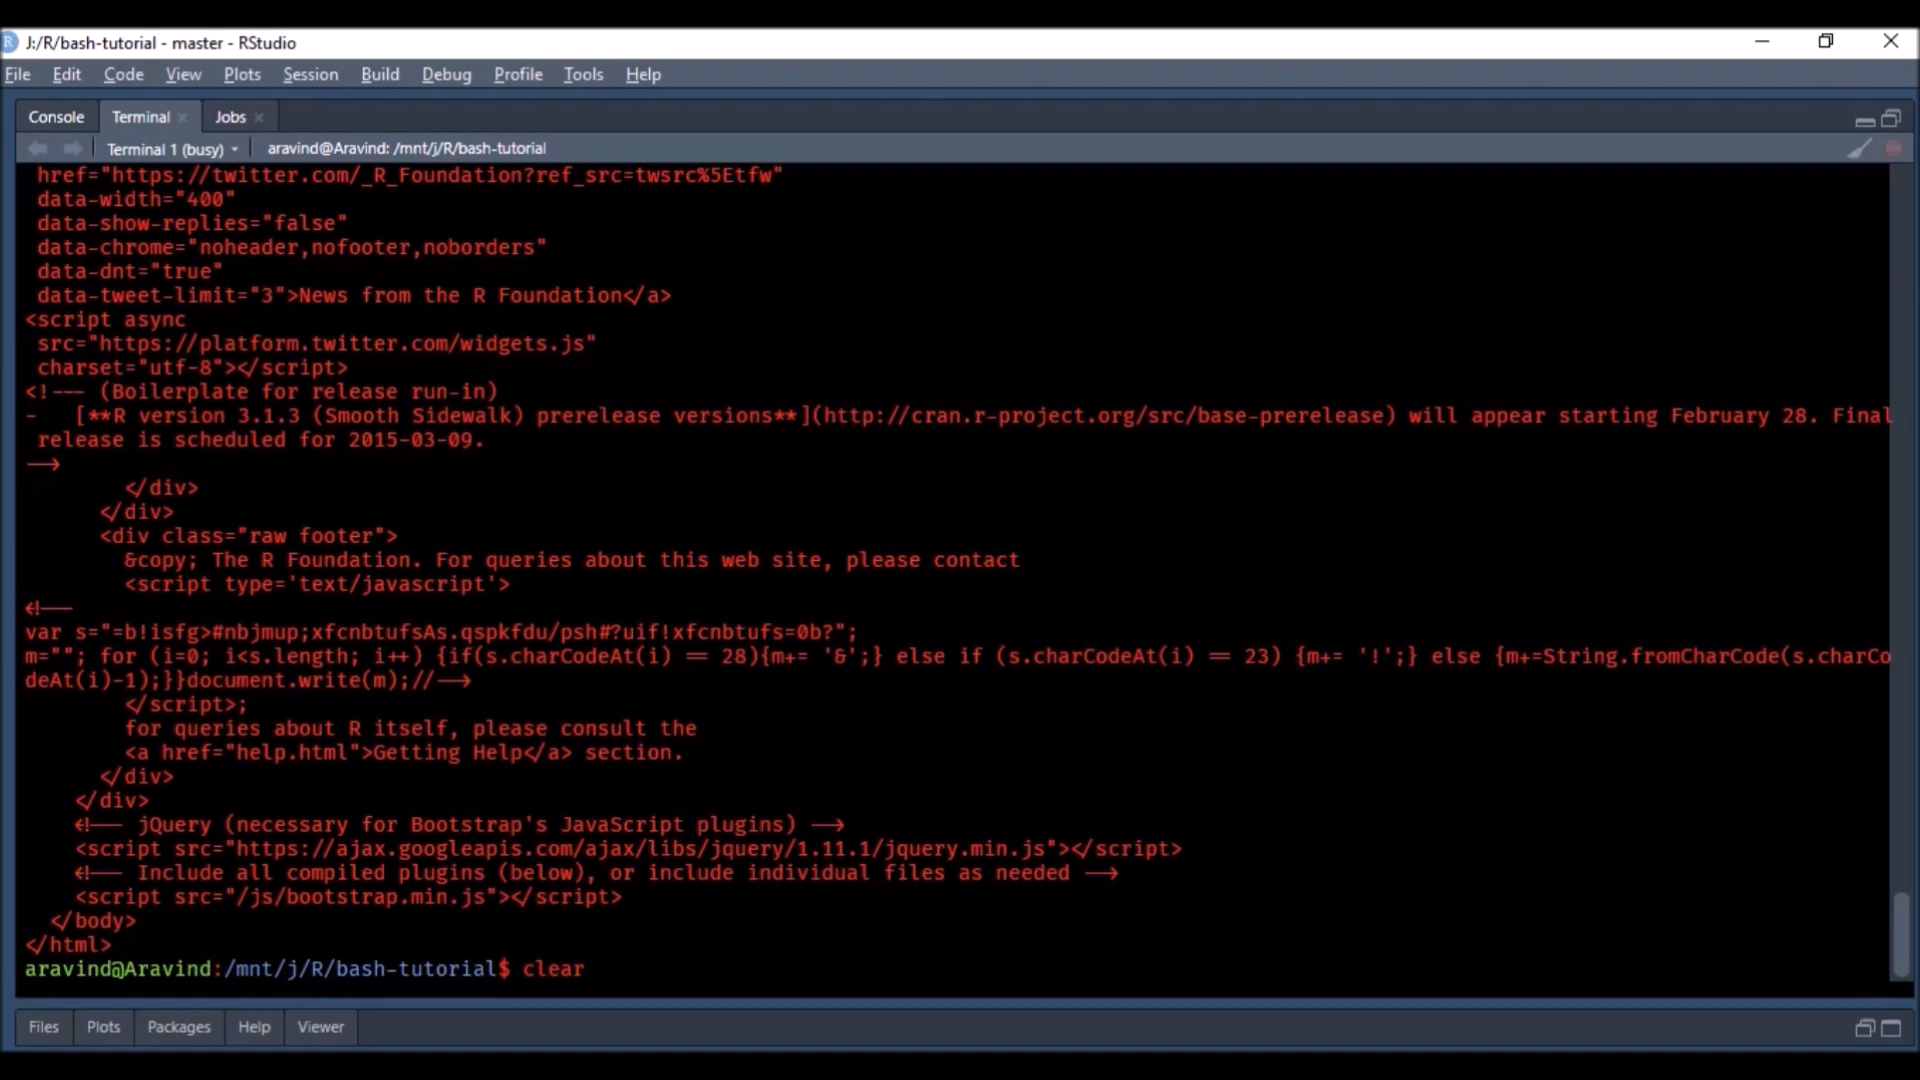 J:/R/bash-tutorial - master - RStudio
File Edit Code View Plots Session Build Debug Profile Tools Help
Console Terminal Jobs
Terminal 1 (busy) aravind@Aravind: /mnt/j/R/bash-tutorial
href="https://twitter.com/_R_Foundation?ref_src=twsrc%5Etfw"
data-width="400"
data-show-replies="false"
data-chrome="noheader,nofooter,noborders"
data-dnt="true"
data-tweet-limit="3">News from the R Foundation</a>
<script async
src="https://platform.twitter.com/widgets.js"
charset="utf-8"></script>
<!--- (Boilerplate for release run-in)
-   [**R version 3.1.3 (Smooth Sidewalk) prerelease versions**](http://cran.r-project.org/src/base-prerelease) will appear starting February 28. Final
release is scheduled for 2015-03-09.
-->
</div>
</div>
<div class="raw footer">
&copy; The R Foundation. For queries about this web site, please contact
<script type='text/javascript'>
<!--
var s="=b!isfg>#nbjmup;xfcnbtufsAs.qspkfdu/psh#?uif!xfcnbtufs=0b?";
m=""; for (i=0; i<s.length; i++) {if(s.charCodeAt(i) == 28){m+= '&';} else if (s.charCodeAt(i) == 23) {m+= '!';} else {m+=String.fromCharCode(s.charCo
deAt(i)-1);}}document.write(m);//-->
</script>;
for queries about R itself, please consult the
<a href="help.html">Getting Help</a> section.
</div>
</div>
<!-- jQuery (necessary for Bootstrap's JavaScript plugins) -->
<script src="https://ajax.googleapis.com/ajax/libs/jquery/1.11.1/jquery.min.js"></script>
<!-- Include all compiled plugins (below), or include individual files as needed -->
<script src="/js/bootstrap.min.js"></script>
</body>
</html>
aravind@Aravind:/mnt/j/R/bash-tutorial$ clear
Files Plots Packages Help Viewer